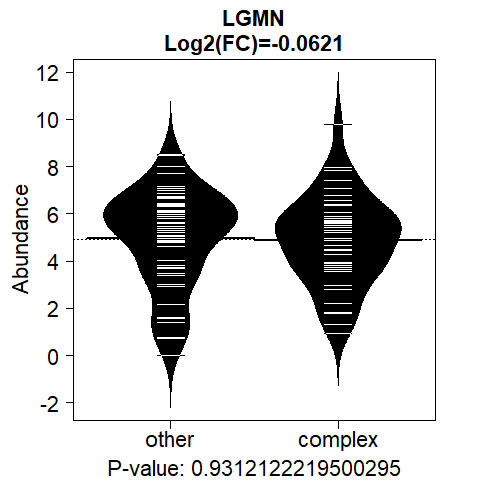 LGMN
Log2(FC)=-0.0621
Abundance
12
10
8
6
4
2
0
-2
other complex
P-value: 0.9312122219500295